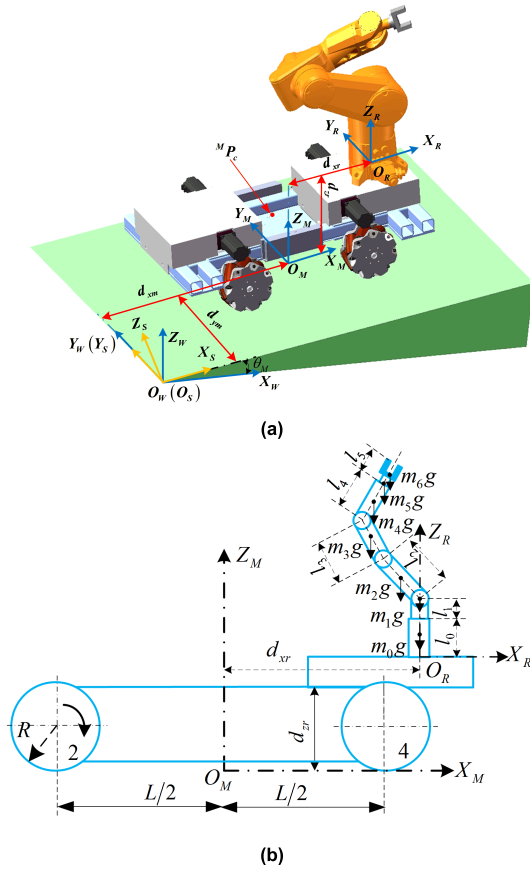 Z_R
Y_R
X_R
O_R
d_xr
^M P_c
d_zr
Y_M
Z_M
X_M
O_M
d_xm
d_ym
Z_S
Z_W
Y_W (Y_S)
X_S
θ_M
X_W
O_W (O_S)
(a)
l_5
l_4
m_6g
m_5g
m_4g
Z_R
m_3g
l_3
l_2
Z_M
m_2g
m_1g
l_1
m_0g
l_0
d_xr
X_R
O_R
R
2
d_zr
4
O_M
X_M
L/2
L/2
(b)